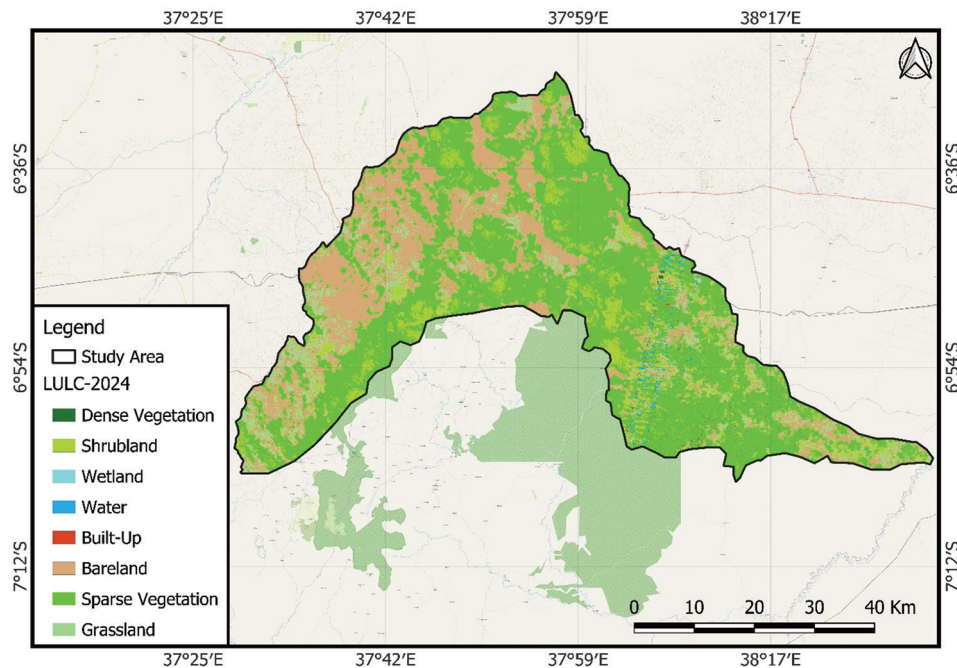 37°25′E 37°42′E 37°59′E 38°17′E
6°36′S 6°36′S
6°54′S 6°54′S
7°12′S 7°12′S
Legend
Study Area
LULC-2024
Dense Vegetation
Shrubland
Wetland
Water
Built-Up
Bareland
Sparse Vegetation
Grassland
0 10 20 30 40 Km
37°25′E 37°42′E 37°59′E 38°17′E